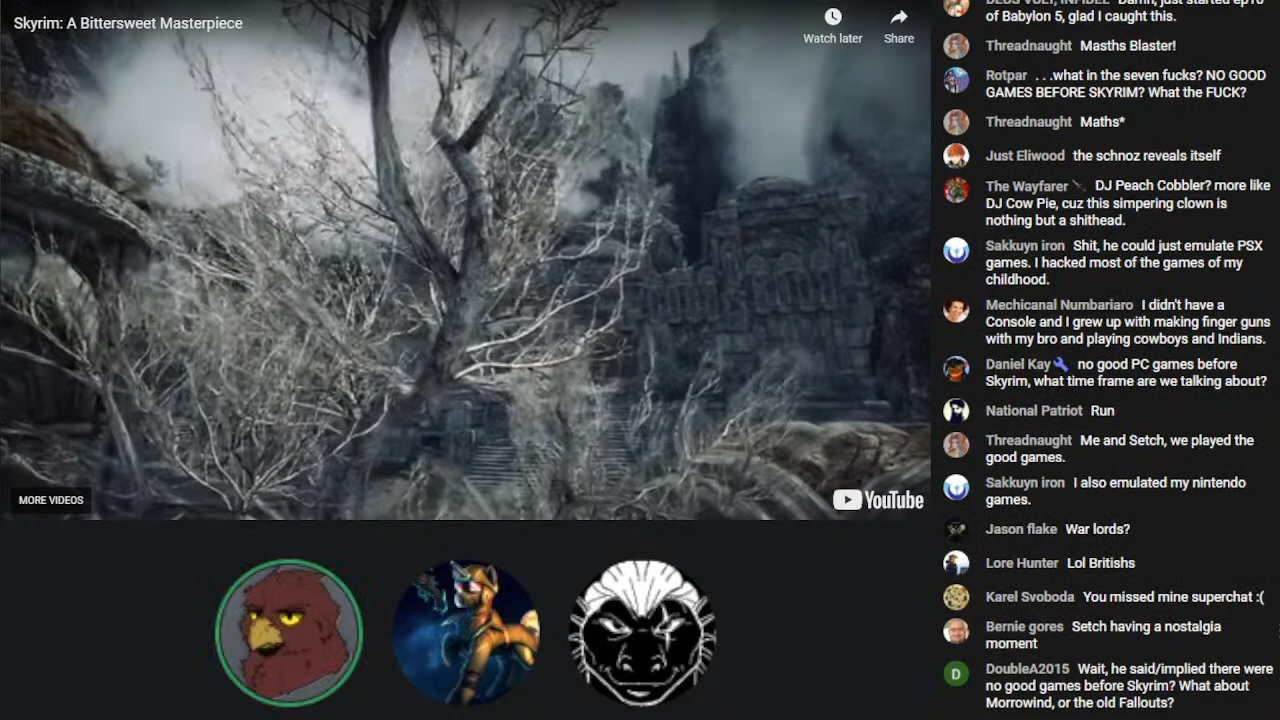 Skyrim: A Bittersweet Masterpiece
Watch later
Share
MORE VIDEOS
YouTube
DEUS VULT, INFIDEL Damn, just started ep10
of Babylon 5, glad I caught this.
Threadnaught Masths Blaster!
Rotpar . . .what in the seven fucks? NO GOOD
GAMES BEFORE SKYRIM? What the FUCK?
Threadnaught Maths*
Just Eliwood the schnoz reveals itself
The Wayfarer DJ Peach Cobbler? more like
DJ Cow Pie, cuz this simpering clown is
nothing but a shithead.
Sakkuyn iron Shit, he could just emulate PSX
games. I hacked most of the games of my
childhood.
Mechicanal Numbariaro I didn't have a
Console and I grew up with making finger guns
with my bro and playing cowboys and Indians.
Daniel Kay no good PC games before
Skyrim, what time frame are we talking about?
National Patriot Run
Threadnaught Me and Setch, we played the
good games.
Sakkuyn iron I also emulated my nintendo
games.
Jason flake War lords?
Lore Hunter Lol Britishs
Karel Svoboda You missed mine superchat :(
Bernie gores Setch having a nostalgia
moment
D
DoubleA2015 Wait, he said/implied there were
no good games before Skyrim? What about
Morrowind, or the old Fallouts?